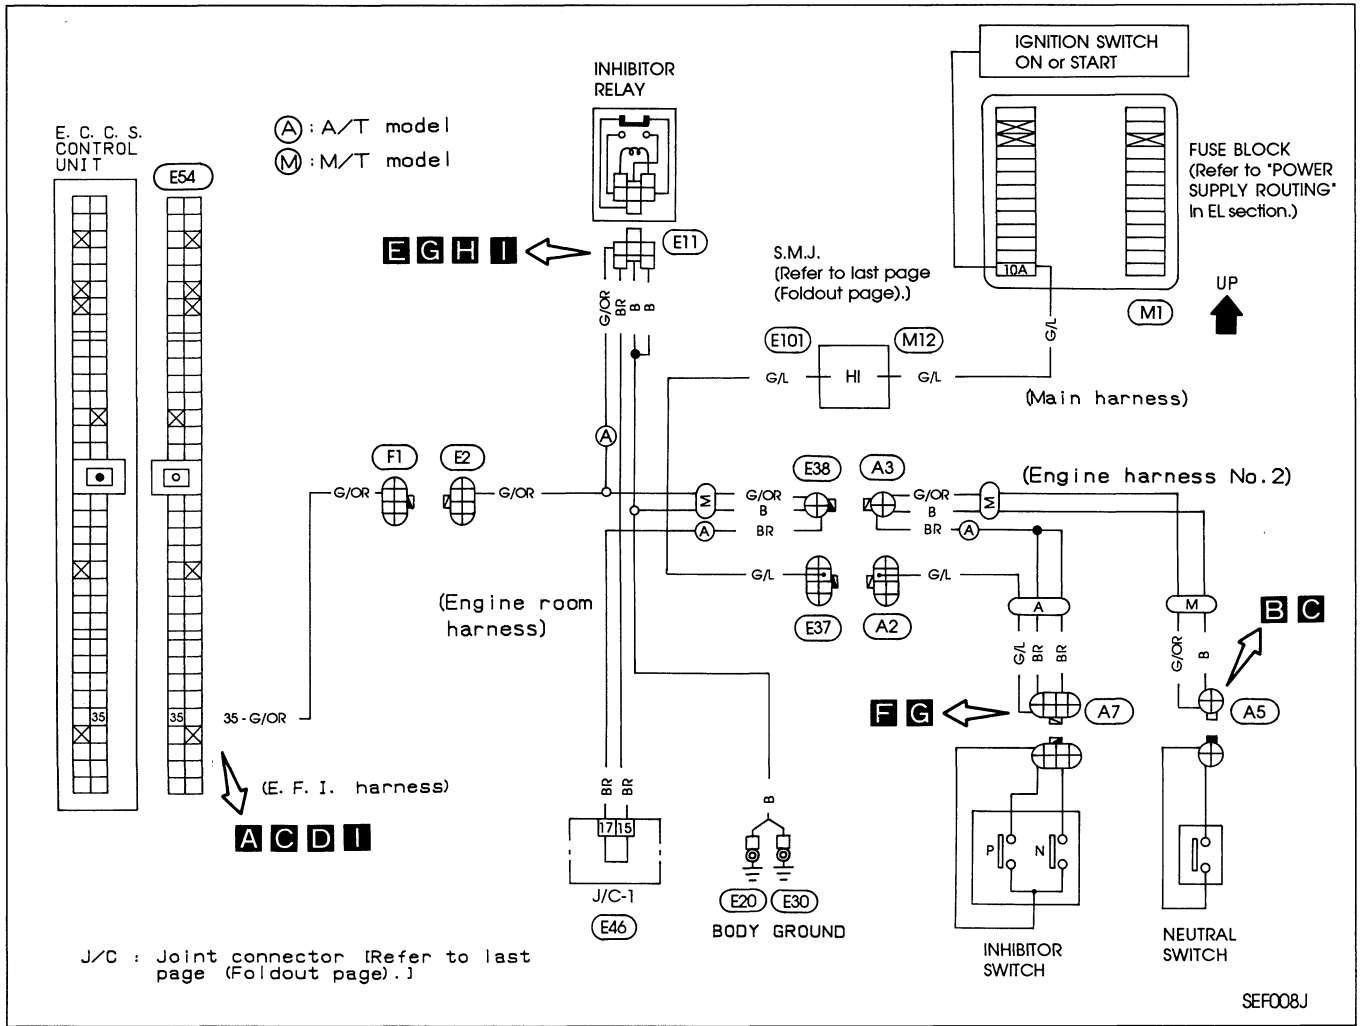 IGNITION SWITCH
ON or START
INHIBITOR
RELAY
E. C. C. S.
CONTROL
UNIT
A : A/T model
M : M/T model
E54
FUSE BLOCK
(Refer to "POWER
SUPPLY ROUTING"
In EL section.)
E G H I
E11
S.M.J.
(Refer to last page
(Foldout page).]
10A
UP
M1
G/OR
BR
B
B
G/L
E101
M12
G/L
HI
G/L
(Main harness)
A
F1
E2
E38
A3
(Engine harness No.2)
G/OR
G/OR
M
G/OR
B
G/OR
B
M
A
BR
BR
A
G/L
G/L
(Engine room
harness)
E37
A2
A
M
B C
G/L
BR
BR
G/OR
B
35
35
35 - G/OR
F G
A7
A5
(E. F. I. harness)
A C D I
BR
BR
B
17 15
P
N
J/C-1
E46
E20
E30
BODY GROUND
INHIBITOR
SWITCH
NEUTRAL
SWITCH
J/C : Joint connector [Refer to last
page (Foldout page).]
SEF008J